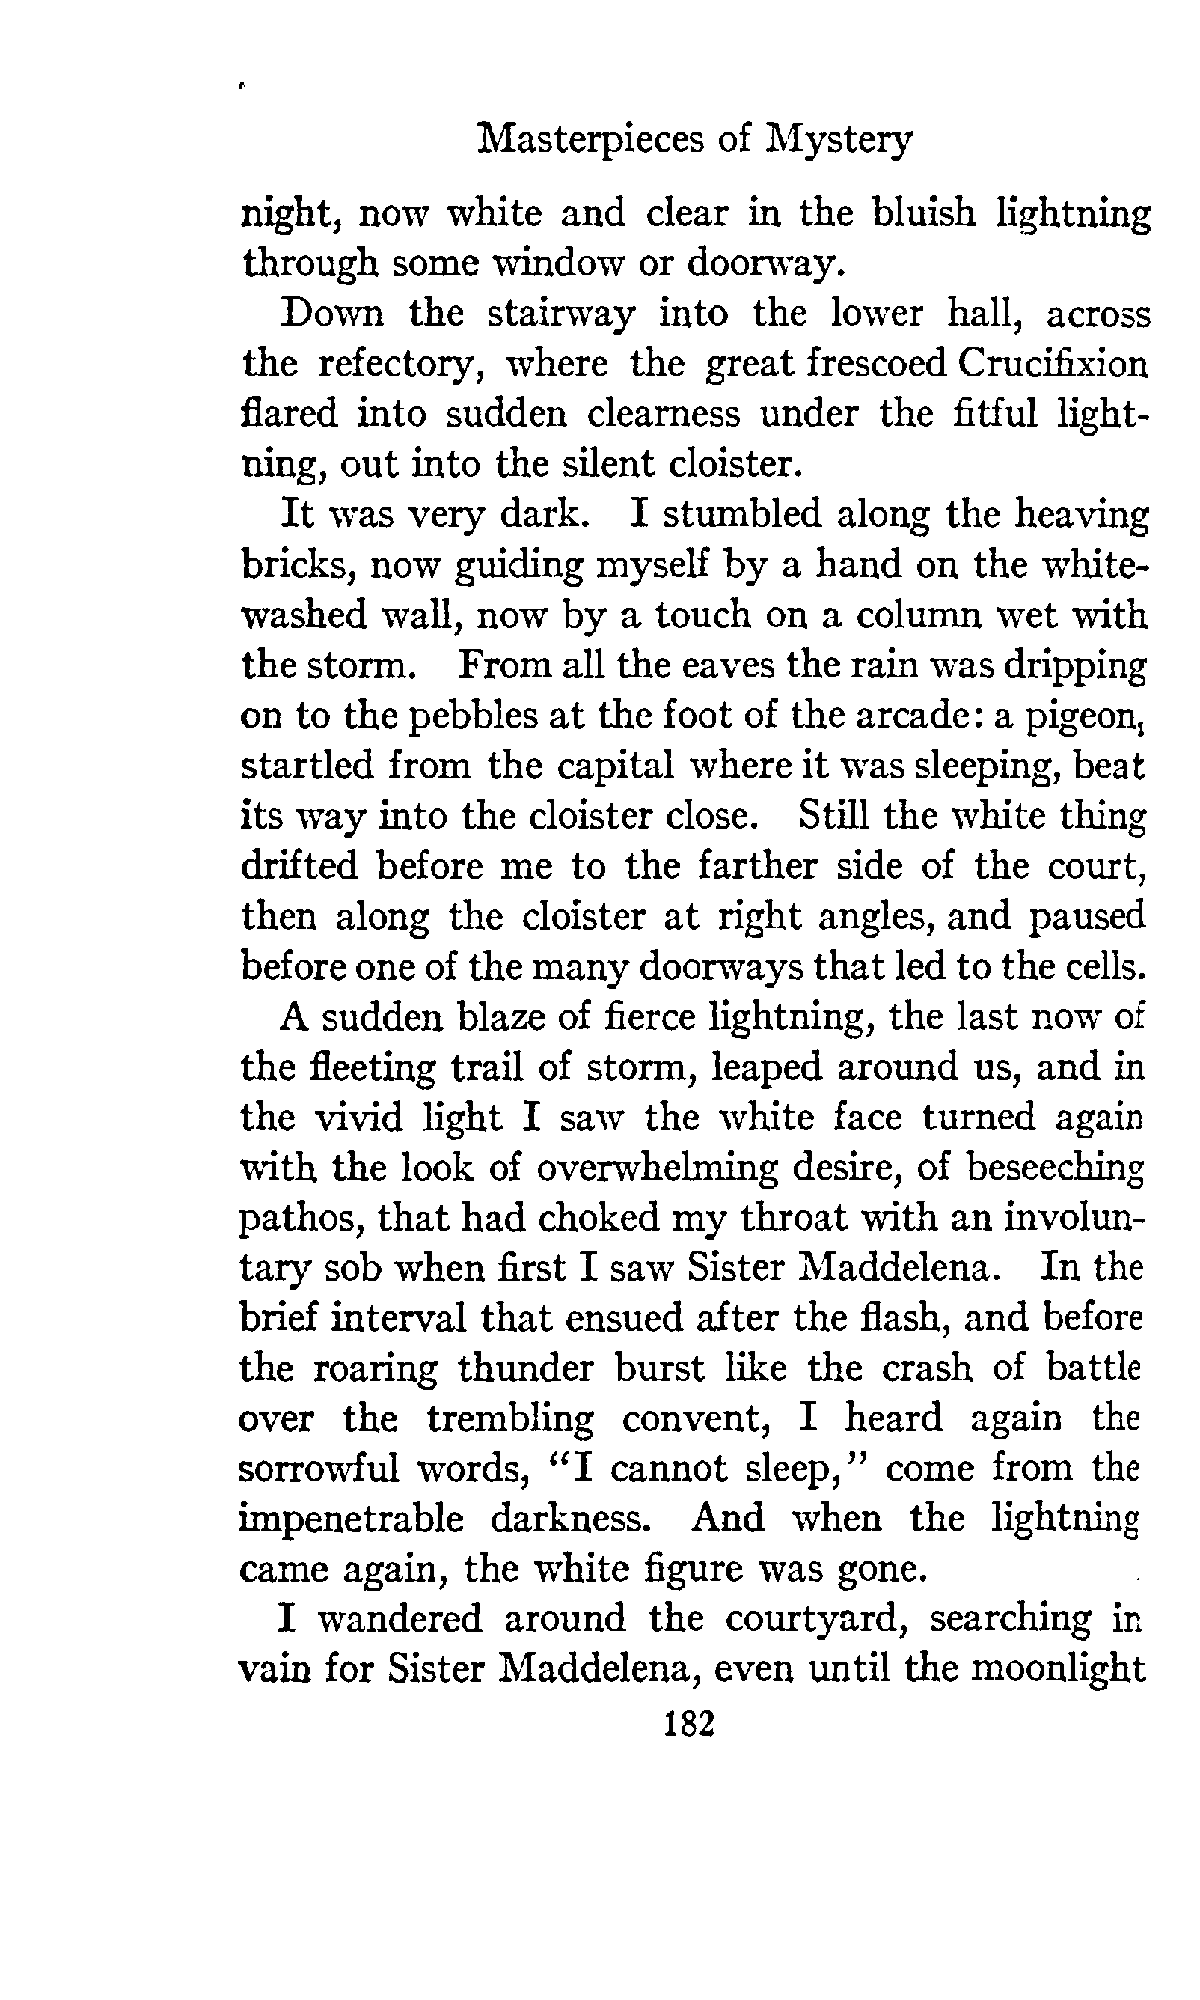 Masterpieces of Mystery
night, now white and clear in the bluish lightning
through some window or doorway.
Down the stairway into the lower hall, across
the refectory, where the great frescoed Crucifixion
flared into sudden clearness under the fitful light-
ning, out into the silent cloister.
It was very dark. I stumbled along the heaving
bricks, now guiding myself by a hand on the white-
washed wall, now by a touch on a column wet with
the storm. From all the eaves the rain was dripping
on to the pebbles at the foot of the arcade: a pigeon,
startled from the capital where it was sleeping, beat
its way into the cloister close. Still the white thing
drifted before me to the farther side of the court,
then along the cloister at right angles, and paused
before one of the many doorways that led to the cells.
A sudden blaze of fierce lightning, the last now of
the fleeting trail of storm, leaped around us, and in
the vivid light I saw the white face turned again
with the look of overwhelming desire, of beseeching
pathos, that had choked my throat with an involun-
tary sob when first I saw Sister Maddelena. In the
brief interval that ensued after the flash, and before
the roaring thunder burst like the crash of battle
over the trembling convent, I heard again the
sorrowful words, "I cannot sleep," come from the
impenetrable darkness. And when the lightning
came again, the white figure was gone.
I wandered around the courtyard, searching in
vain for Sister Maddelena, even until the moonlight
182